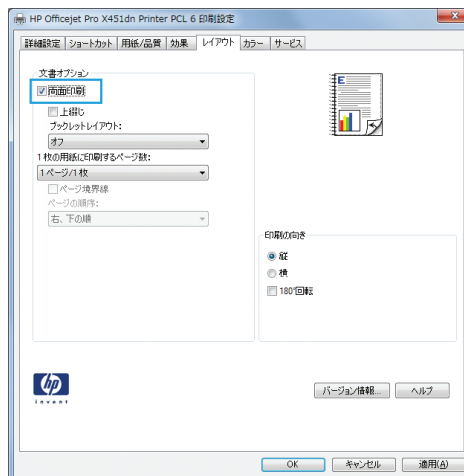 HP Officejet Pro X451dn Printer PCL 6 印刷設定
詳細設定 ショートカット 用紙/品質 効果 レイアウト カラー サービス
文書オプション
両面印刷
上綴じ
ブックレットレイアウト:
オフ
1 枚の用紙に印刷するページ数:
1 ページ/1 枚
ページ境界線
ページの順序:
右、下の順
E
印刷の向き
縦
横
180°回転
hp
invent
バージョン情報...
ヘルプ
OK
キャンセル
適用(A)